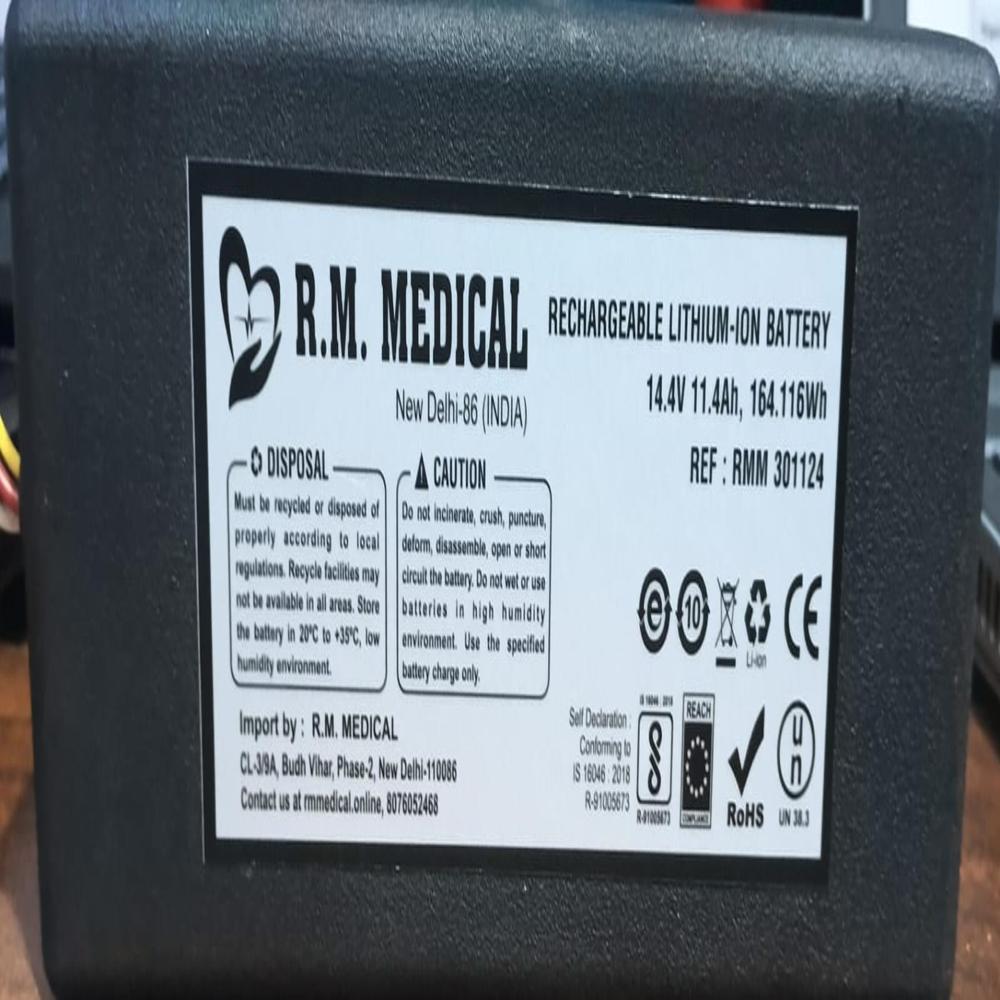 R.M. MEDICAL
New Delhi-86 (INDIA)
RECHARGEABLE LITHIUM-ION BATTERY
14.4V 11.4Ah, 164.116Wh
REF : RMM 301124
DISPOSAL
Must be recycled or disposed of
properly according to local
regulations. Recycle facilities may
not be available in all areas. Store
the battery in 20°C to +35°C, low
humidity environment.
CAUTION
Do not incinerate, crush, puncture,
deform, disassemble, open or short
circuit the battery. Do not wet or use
batteries in high humidity
environment. Use the specified
battery charge only.
e 10 CE
Li-ion
Import by : R.M. MEDICAL
CL-3/9A, Budh Vihar, Phase-2, New Delhi-110086
Contact us at rmmedical.online, 8076052468
Self Declaration :
Conforming to
IS 16046 : 2018
R-91005673
IS 16046 : 2018
R-91005673
REACH
COMPLIANCE
RoHS
un
UN 38.3